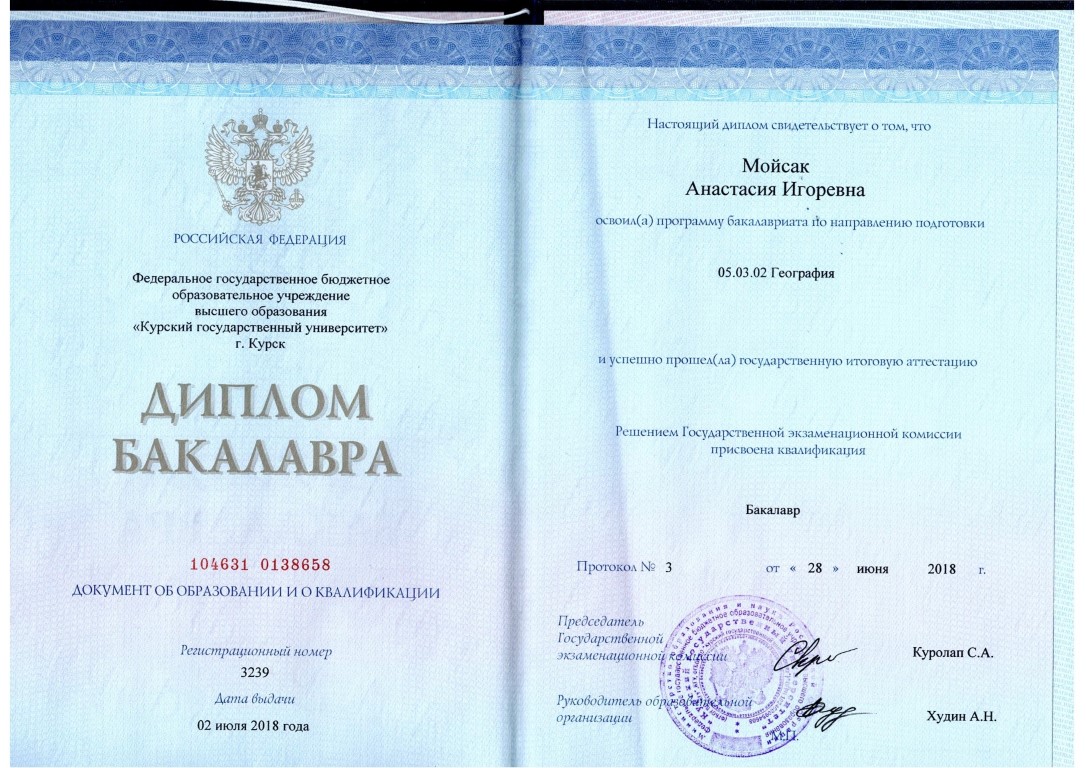 РОССИЙСКАЯ ФЕДЕРАЦИЯ
Федеральное государственное бюджетное
образовательное учреждение
высшего образования
«Курский государственный университет»
г. Курск
ДИПЛОМ
БАКАЛАВРА
104631 0138658
ДОКУМЕНТ ОБ ОБРАЗОВАНИИ И О КВАЛИФИКАЦИИ
Регистрационный номер
3239
Дата выдачи
02 июля 2018 года
Настоящий диплом свидетельствует о том, что
Мойсак
Анастасия Игоревна
освоил(а) программу бакалавриата по направлению подготовки
05.03.02 География
и успешно прошел(ла) государственную итоговую аттестацию
Решением Государственной экзаменационной комиссии
присвоена квалификация
Бакалавр
Протокол № 3 от « 28 » июня 2018 г.
Председатель
Государственной
экзаменационной комиссии
Куролап С.А.
Руководитель образовательной
организации
Худин А.Н.
М.П.